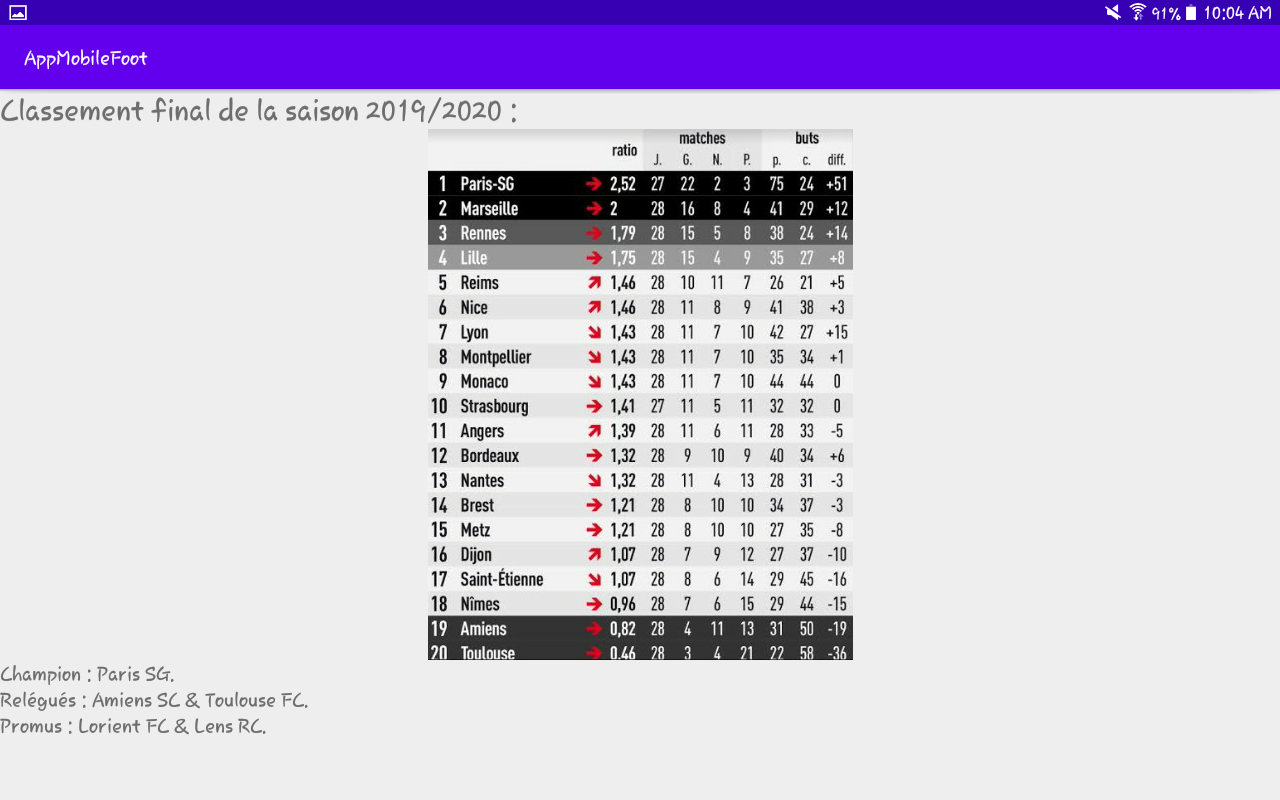 91% 10:04 AM
AppMobileFoot
Classement final de la saison 2019/2020 :
matches buts
ratio J. G. N. P. p. c. diff.
1 Paris-SG 2,52 27 22 2 3 75 24 +51
2 Marseille 2 28 16 8 4 41 29 +12
3 Rennes 1,79 28 15 5 8 38 24 +14
4 Lille 1,75 28 15 4 9 35 27 +8
5 Reims 1,46 28 10 11 7 26 21 +5
6 Nice 1,46 28 11 8 9 41 38 +3
7 Lyon 1,43 28 11 7 10 42 27 +15
8 Montpellier 1,43 28 11 7 10 35 34 +1
9 Monaco 1,43 28 11 7 10 44 44 0
10 Strasbourg 1,41 27 11 5 11 32 32 0
11 Angers 1,39 28 11 6 11 28 33 -5
12 Bordeaux 1,32 28 9 10 9 40 34 +6
13 Nantes 1,32 28 11 4 13 28 31 -3
14 Brest 1,21 28 8 10 10 34 37 -3
15 Metz 1,21 28 8 10 10 27 35 -8
16 Dijon 1,07 28 7 9 12 27 37 -10
17 Saint-Étienne 1,07 28 8 6 14 29 45 -16
18 Nîmes 0,96 28 7 6 15 29 44 -15
19 Amiens 0,82 28 4 11 13 31 50 -19
20 Toulouse 0,46 28 3 4 21 22 58 -36
Champion : Paris SG.
Relégués : Amiens SC & Toulouse FC.
Promus : Lorient FC & Lens RC.